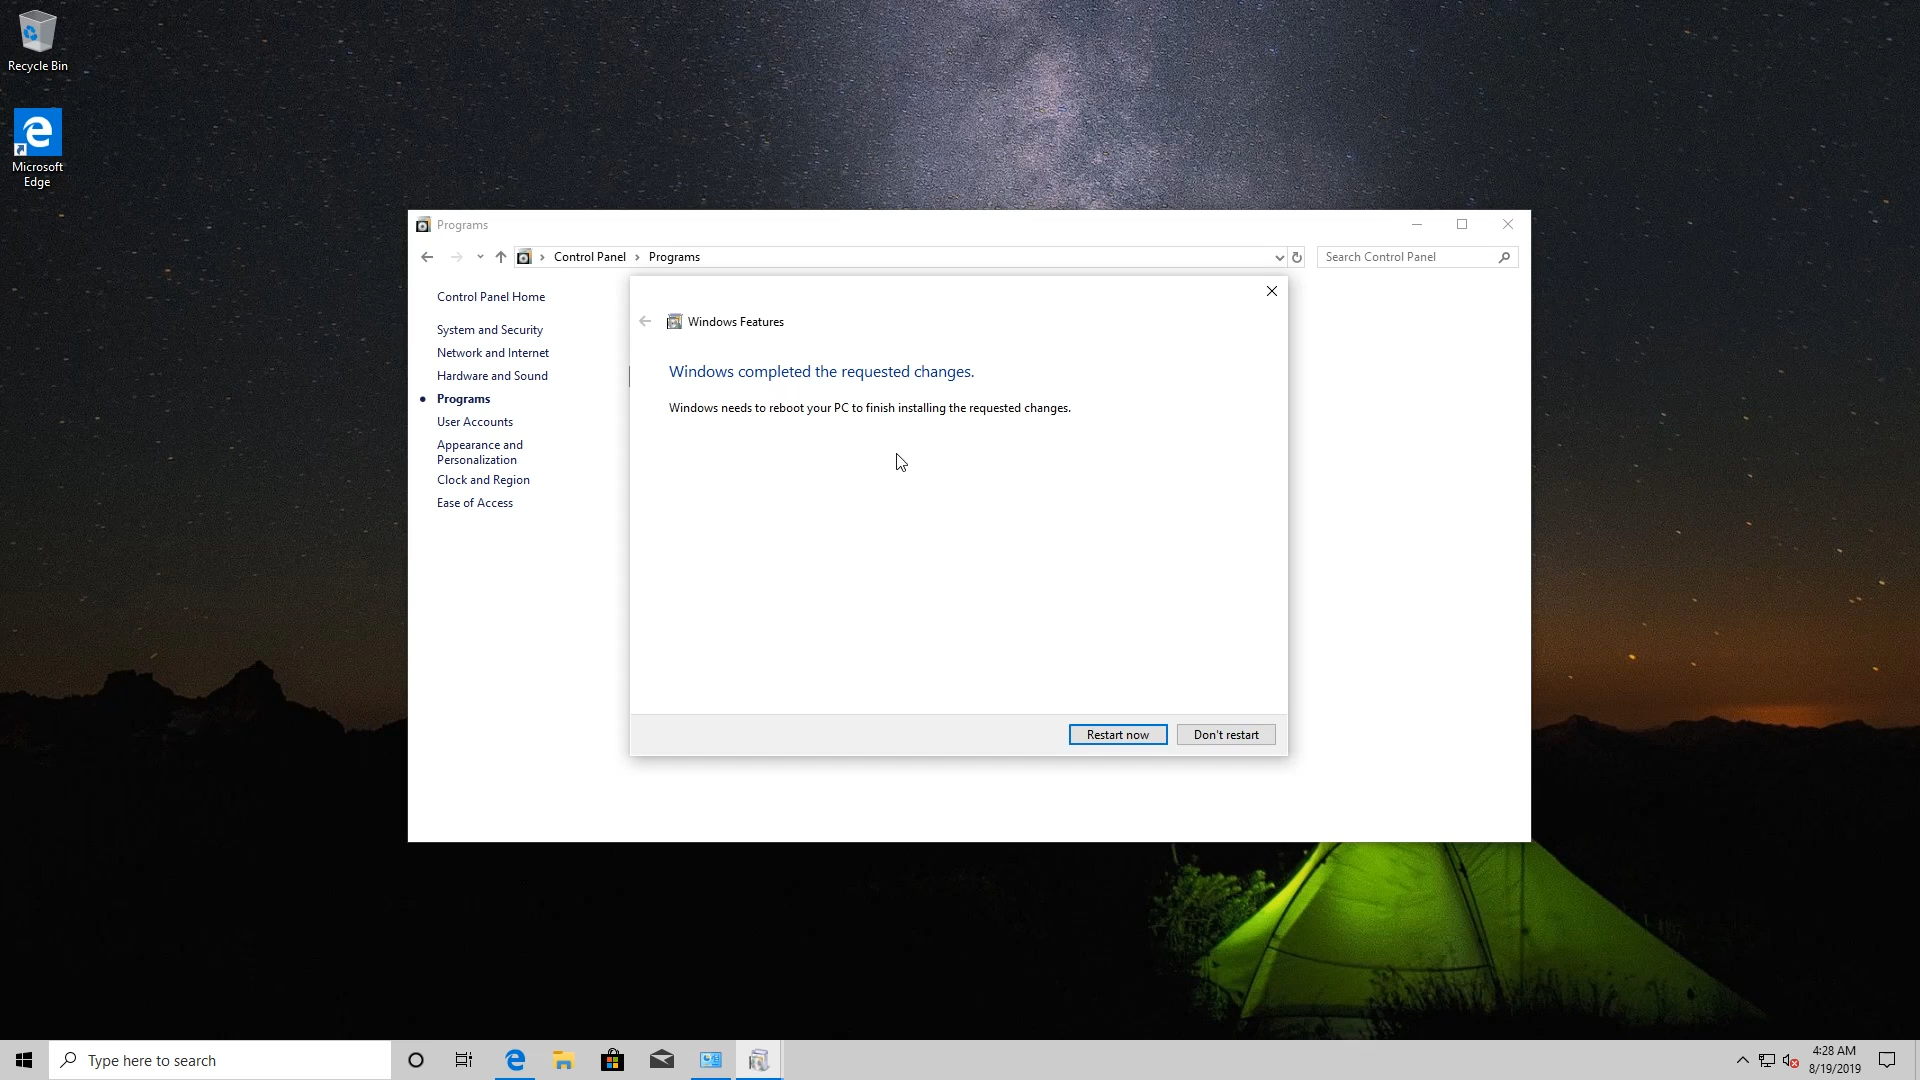 Recycle Bin
Microsoft
Edge
Programs
Control Panel
Programs
Search Control Panel
Control Panel Home
System and Security
Network and Internet
Hardware and Sound
Programs
User Accounts
Appearance and
Personalization
Clock and Region
Ease of Access
Windows Features
Windows completed the requested changes.
Windows needs to reboot your PC to finish installing the requested changes.
Restart now
Don't restart
Type here to search
4:28 AM
8/19/2019